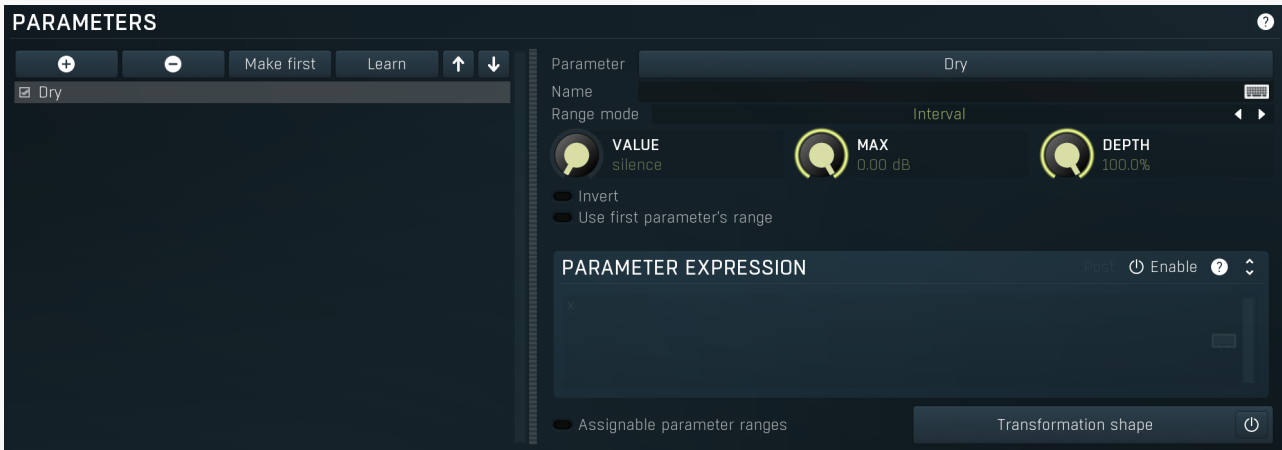 PARAMETERS ?
Make first Learn
Dry
Parameter Dry
Name
Range mode Interval
VALUE MAX DEPTH
silence 0.00 dB 100.0%
Invert
Use first parameter's range
PARAMETER EXPRESSION Post Enable ?
x
Assignable parameter ranges Transformation shape